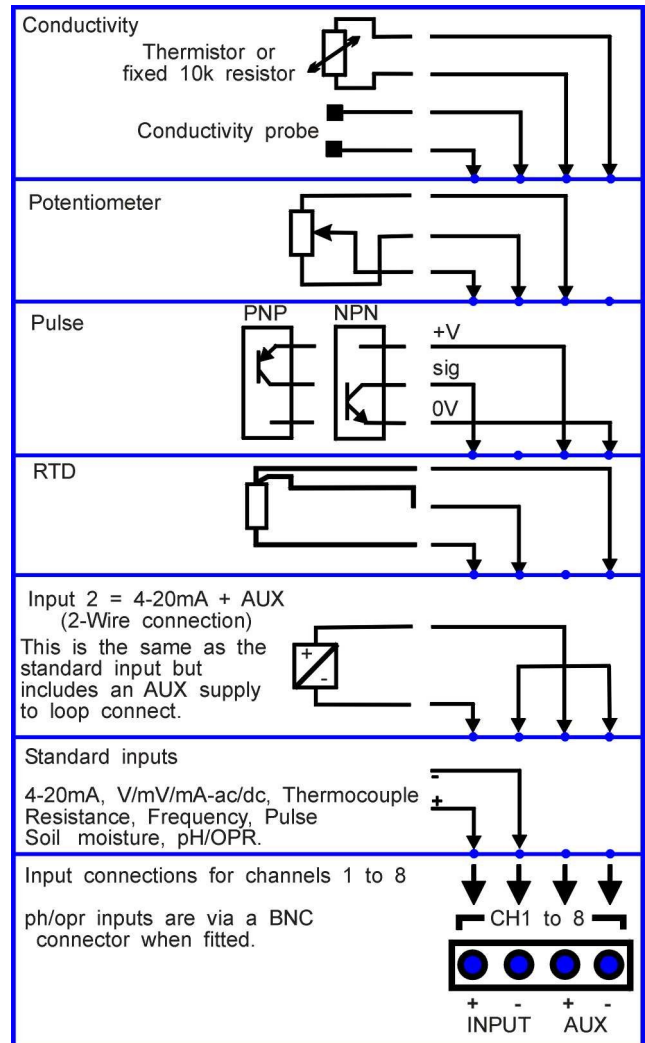 Conductivity
Thermistor or
fixed 10k resistor
Conductivity probe
Potentiometer
Pulse
PNP NPN
+V
sig
0V
RTD
Input 2 = 4-20mA + AUX
(2-Wire connection)
This is the same as the
standard input but
includes an AUX supply
to loop connect.
+
-
Standard inputs
-
4-20mA, V/mV/mA-ac/dc, Thermocouple +
Resistance, Frequency, Pulse
Soil moisture, pH/OPR.
Input connections for channels 1 to 8
ph/opr inputs are via a BNC
connector when fitted.
CH1 to 8
+ - + -
INPUT AUX